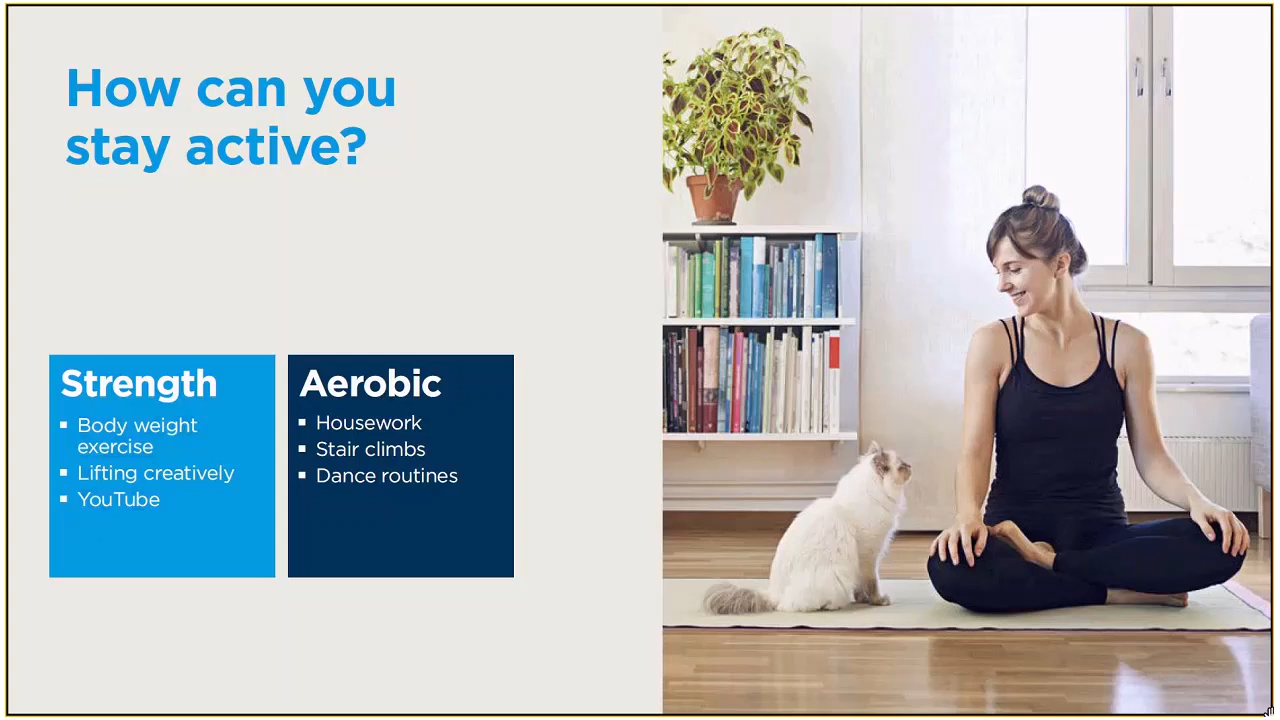 How can you
stay active?
Strength
Body weight
exercise
Lifting creatively
YouTube
Aerobic
Housework
Stair climbs
Dance routines